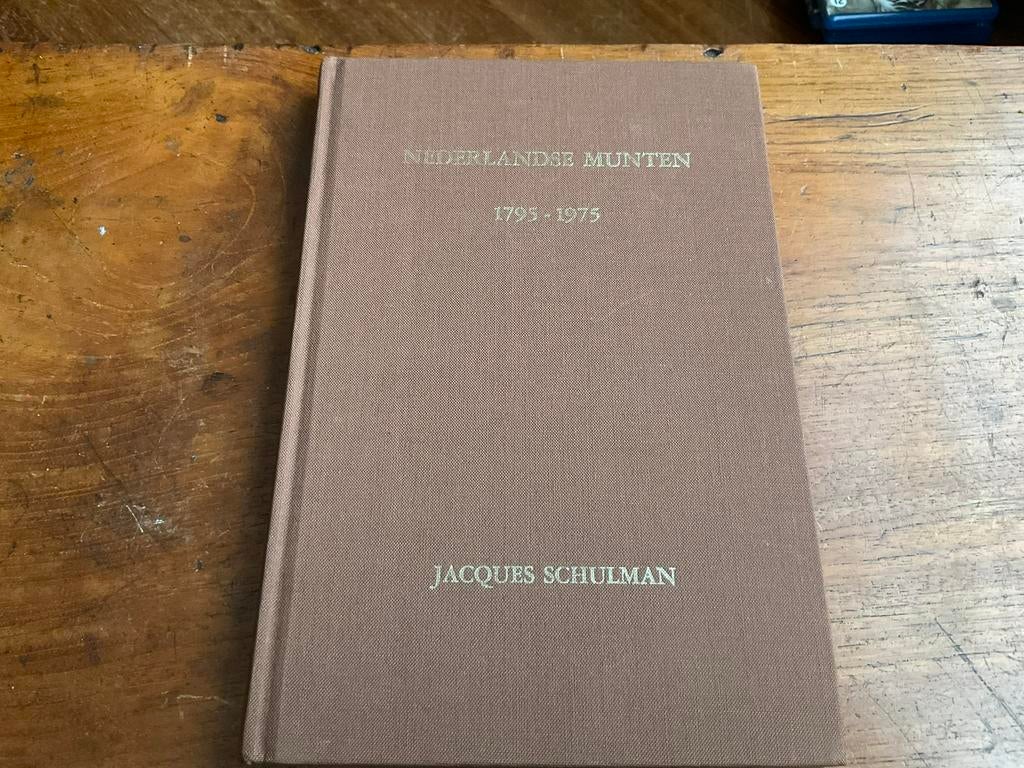 NEDERLANDSE MUNTEN
1795 - 1975
JACQUES SCHULMAN